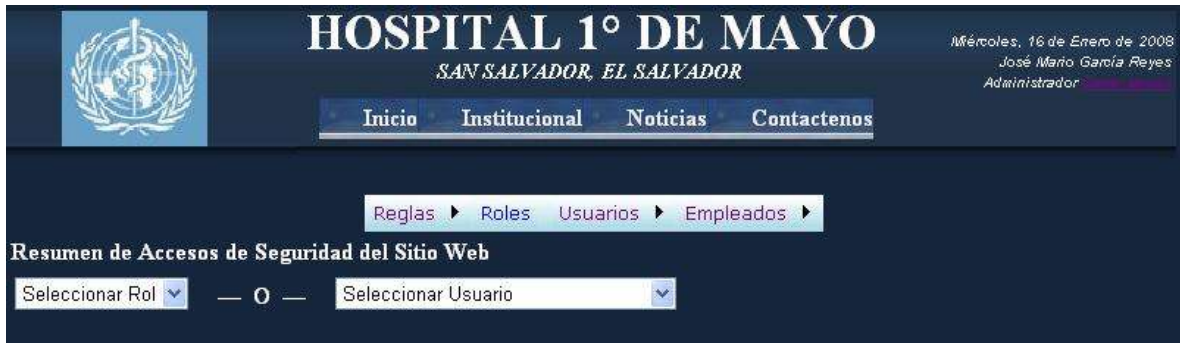 HOSPITAL 1º DE MAYO
SAN SALVADOR, EL SALVADOR
Miércoles, 16 de Enero de 2008
José Mario García Reyes
Administrador
Inicio Institucional Noticias Contactenos
Reglas Roles Usuarios Empleados
Resumen de Accesos de Seguridad del Sitio Web
Seleccionar Rol — O — Seleccionar Usuario